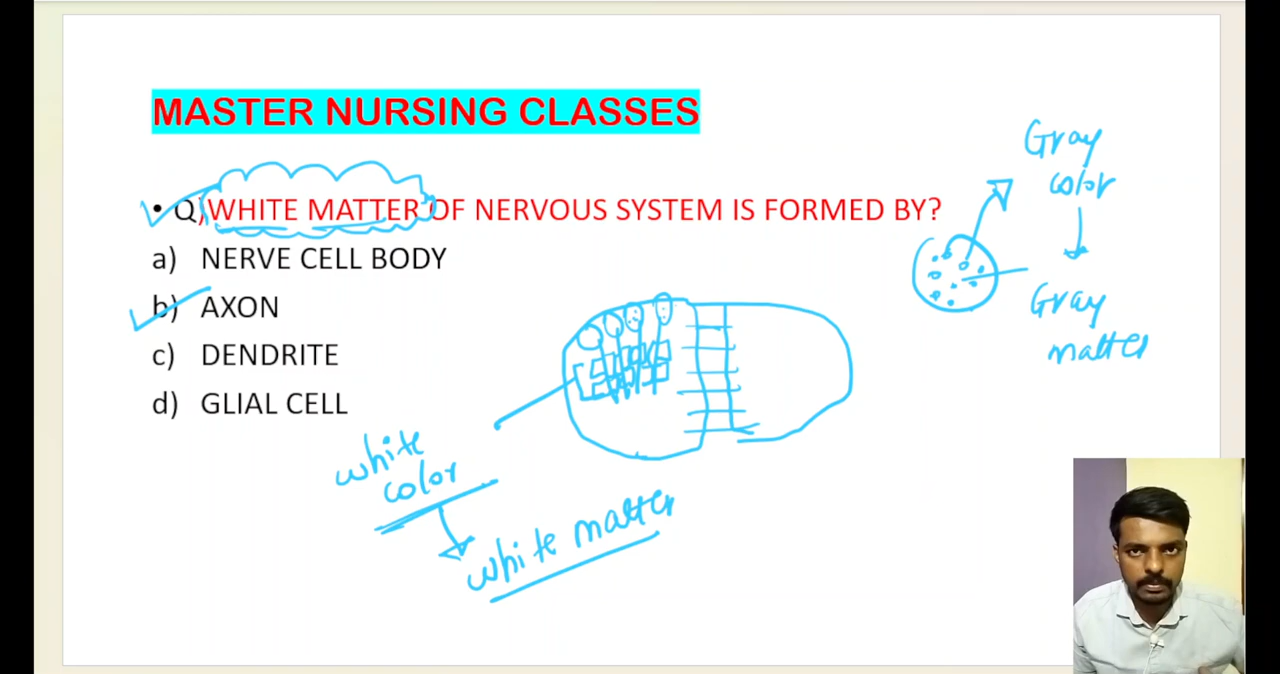 MASTER NURSING CLASSES
• Q) WHITE MATTER OF NERVOUS SYSTEM IS FORMED BY?
a) NERVE CELL BODY
b) AXON
c) DENDRITE
d) GLIAL CELL
Gray
color
Gray
matter
white
color
white matter